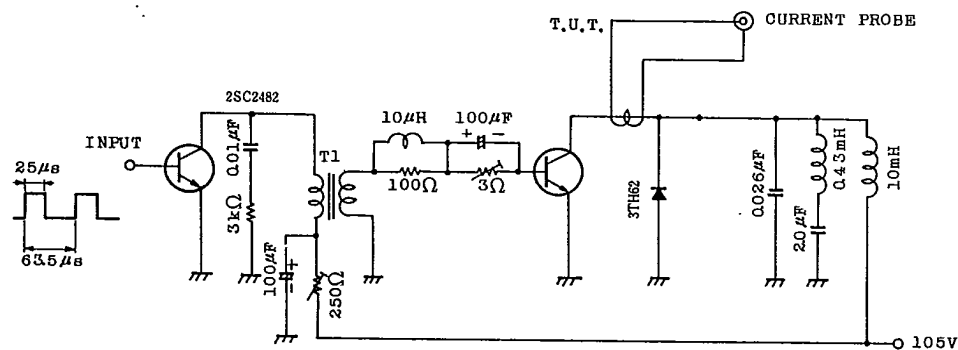 T.U.T.
CURRENT PROBE
2SC2482
INPUT
25μs
63.5μs
0.01μF
3kΩ
T1
100μF
+
-
250Ω
10μH
100Ω
100μF
+ -
3Ω
3TH62
0.026μF
0.43mH
2.0μF
10mH
105V